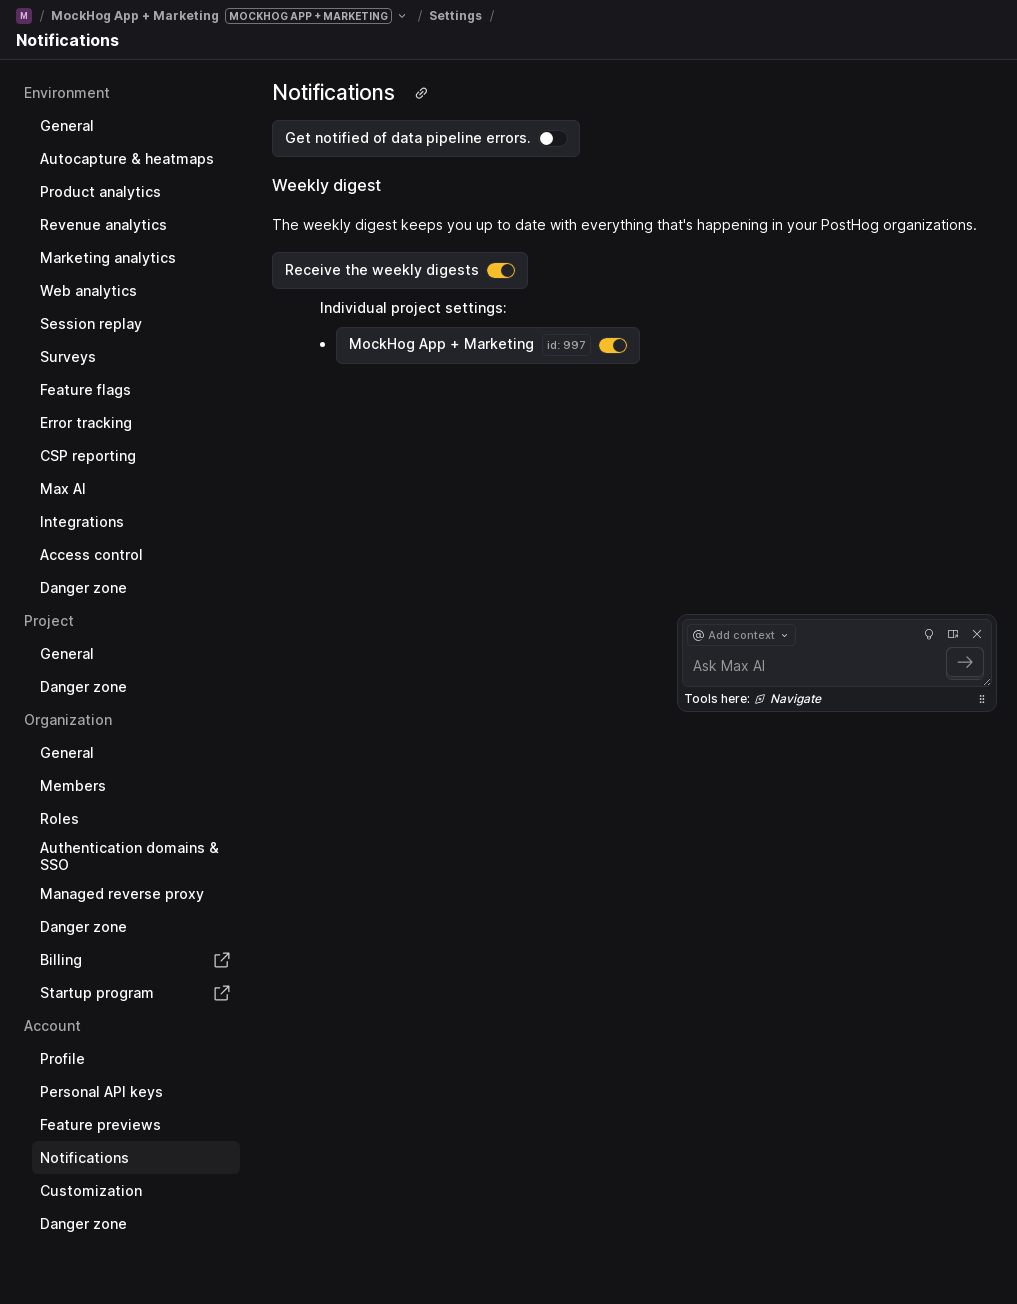 M / MockHog App + Marketing MOCKHOG APP + MARKETING / Settings /
Notifications
Environment
General
Autocapture & heatmaps
Product analytics
Revenue analytics
Marketing analytics
Web analytics
Session replay
Surveys
Feature flags
Error tracking
CSP reporting
Max AI
Integrations
Access control
Danger zone
Project
General
Danger zone
Organization
General
Members
Roles
Authentication domains &
SSO
Managed reverse proxy
Danger zone
Billing
Startup program
Account
Profile
Personal API keys
Feature previews
Notifications
Customization
Danger zone
Notifications
Get notified of data pipeline errors.
Weekly digest
The weekly digest keeps you up to date with everything that's happening in your PostHog organizations.
Receive the weekly digests
Individual project settings:
MockHog App + Marketing id: 997
@ Add context
Ask Max AI
Tools here: Navigate